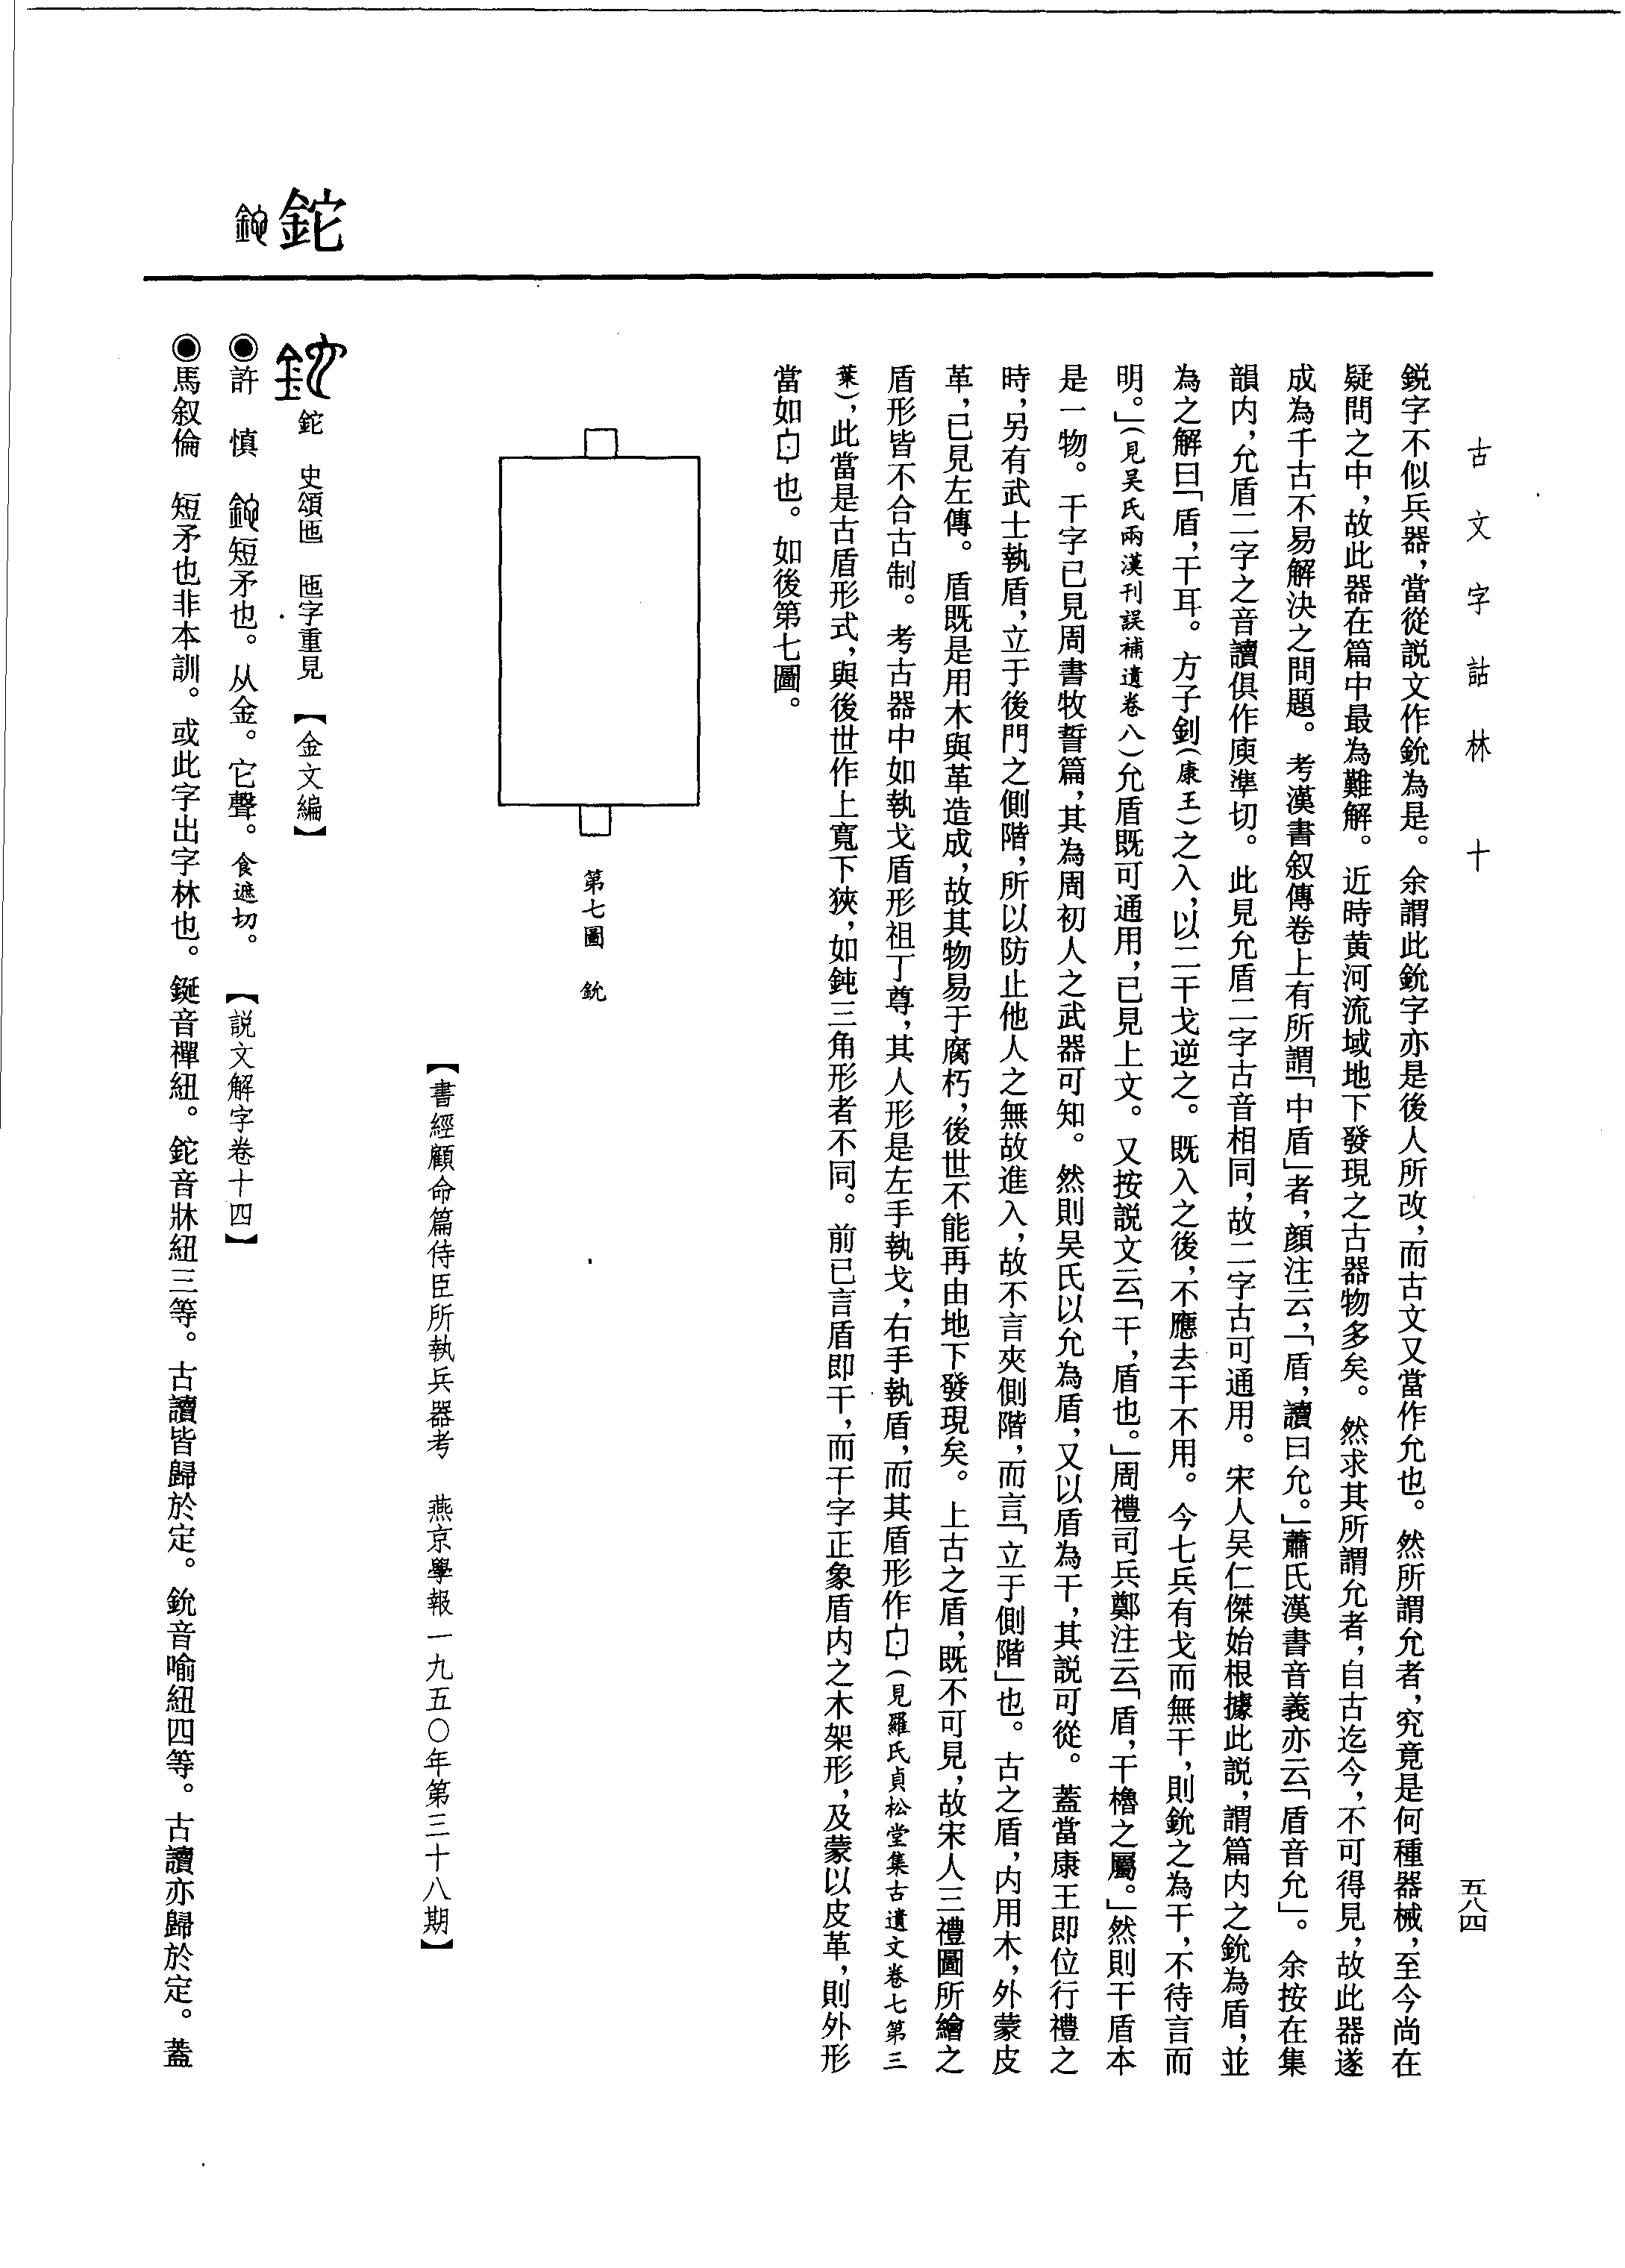 古文字詁林 十
五八四
鋭字不似兵器，當從説文作鈗為是。余謂此鈗字亦是後人所改，而古文又當作允也。然所謂允者，究竟是何種器械，至今尚在
疑問之中，故此器在篇中最為難解。近時黄河流域地下發現之古器物多矣。然求其所謂允者，自古迄今，不可得見，故此器遂
成為千古不易解決之問題。考漢書叙傳卷上有所謂「中盾」者，顔注云，「盾，讀曰允。」蕭氏漢書音義亦云「盾音允」。余按在集
韻内，允盾二字之音讀俱作庾準切。此見允盾二字古音相同，故二字古可通用。宋人吴仁傑始根據此説，謂篇内之鈗為盾，並
為之解曰「盾，干耳。方子釗（康王）之入，以二干戈逆之。既入之後，不應去干不用。今七兵有戈而無干，則鈗之為干，不待言而
明。」（見吴氏兩漢刊誤補遺卷八）允盾既可通用，已見上文。又按説文云「干，盾也。」周禮司兵鄭注云「盾，干櫓之屬。」然則干盾本
是一物。干字已見周書牧誓篇，其為周初人之武器可知。然則吴氏以允為盾，又以盾為干，其説可從。蓋當康王即位行禮之
時，另有武士執盾，立于後門之側階，所以防止他人之無故進入，故不言夾側階，而言「立于側階」也。古之盾，内用木，外蒙皮
革，已見左傳。盾既是用木與革造成，故其物易于腐朽，後世不能再由地下發現矣。上古之盾，既不可見，故宋人三禮圖所繪之
盾形皆不合古制。考古器中如執戈盾形祖丁尊，其人形是左手執戈，右手執盾，而其盾形作（見羅氏貞松堂集古遺文卷七第三
葉），此當是古盾形式，與後世作上寬下狹，如鈍三角形者不同。前已言盾即干，而干字正象盾内之木架形，及蒙以皮革，則外形
當如也。如後第七圖。
第七圖 鈗
【書經顧命篇侍臣所執兵器考 燕京學報一九五〇年第三十八期】
鉈
鉈 史頌匜 匜字重見 【金文編】
◉許 慎 短矛也。从金。它聲。食遮切。 【説文解字卷十四】
◉馬叙倫 短矛也非本訓。或此字出字林也。鋋音禪紐。鉈音牀紐三等。古讀皆歸於定。鈗音喻紐四等。古讀亦歸於定。蓋